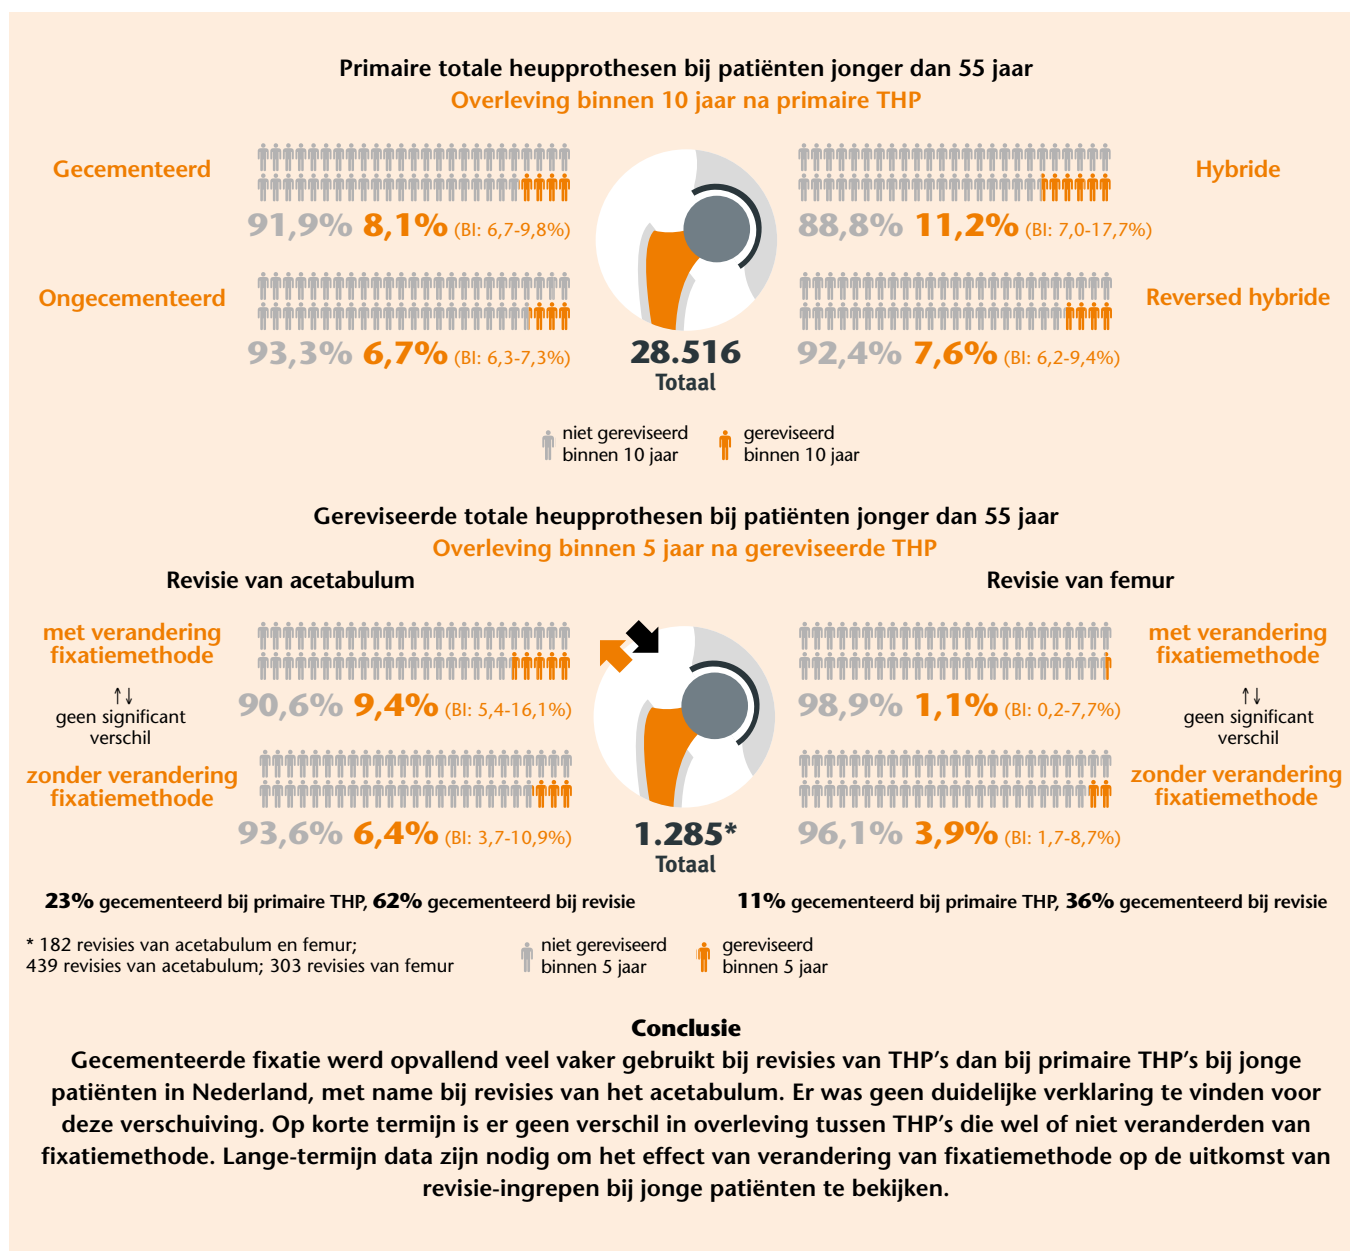 Primaire totale heupprothesen bij patiënten jonger dan 55 jaar
Overleving binnen 10 jaar na primaire THP
Gecementeerd
91,9% 8,1% (BI: 6,7-9,8%)
Hybride
88,8% 11,2% (BI: 7,0-17,7%)
Ongecementeerd
93,3% 6,7% (BI: 6,3-7,3%)
Reversed hybride
92,4% 7,6% (BI: 6,2-9,4%)
28.516
Totaal
niet gereviseerd
binnen 10 jaar
gereviseerd
binnen 10 jaar
Gereviseerde totale heupprothesen bij patiënten jonger dan 55 jaar
Overleving binnen 5 jaar na gereviseerde THP
Revisie van acetabulum
met verandering
fixatiemethode
90,6% 9,4% (BI: 5,4-16,1%)
↑↓
geen significant
verschil
zonder verandering
fixatiemethode
93,6% 6,4% (BI: 3,7-10,9%)
1.285*
Totaal
Revisie van femur
met verandering
fixatiemethode
98,9% 1,1% (BI: 0,2-7,7%)
↑↓
geen significant
verschil
zonder verandering
fixatiemethode
96,1% 3,9% (BI: 1,7-8,7%)
23% gecementeerd bij primaire THP, 62% gecementeerd bij revisie
11% gecementeerd bij primaire THP, 36% gecementeerd bij revisie
* 182 revisies van acetabulum en femur;
439 revisies van acetabulum; 303 revisies van femur
niet gereviseerd
binnen 5 jaar
gereviseerd
binnen 5 jaar
Conclusie
Gecementeerde fixatie werd opvallend veel vaker gebruikt bij revisies van THP’s dan bij primaire THP’s bij jonge
patiënten in Nederland, met name bij revisies van het acetabulum. Er was geen duidelijke verklaring te vinden voor
deze verschuiving. Op korte termijn is er geen verschil in overleving tussen THP’s die wel of niet veranderden van
fixatiemethode. Lange-termijn data zijn nodig om het effect van verandering van fixatiemethode op de uitkomst van
revisie-ingrepen bij jonge patiënten te bekijken.